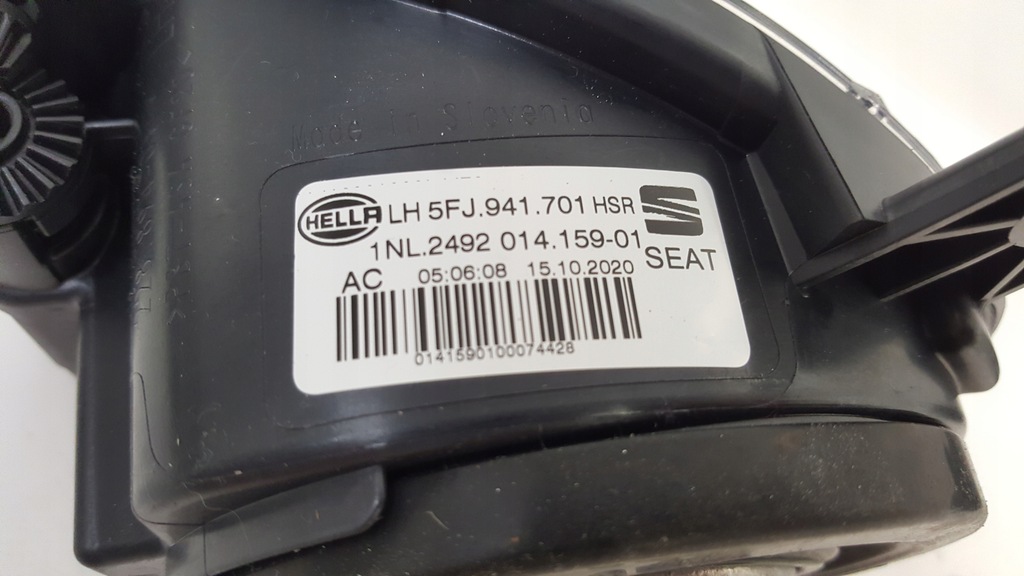 Made in Slovenia
HELLA LH 5FJ.941.701 HSR
1NL.2492 014.159-01
SEAT
AC 05:06:08 15.10.2020
0141590100074428